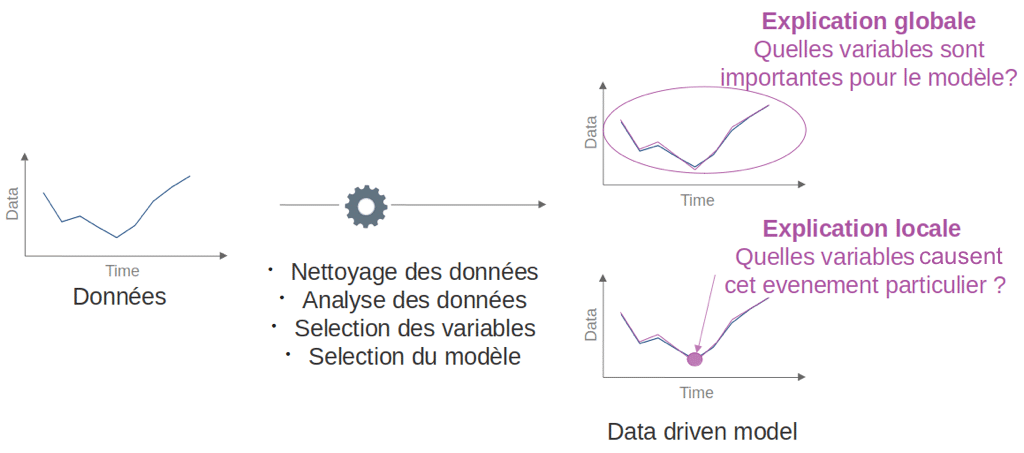 Data
Time
Données
• Nettoyage des données
• Analyse des données
• Selection des variables
• Selection du modèle
Explication globale
Quelles variables sont
importantes pour le modèle?
Data
Time
Explication locale
Quelles variables causent
cet evenement particulier ?
Data
Time
Data driven model